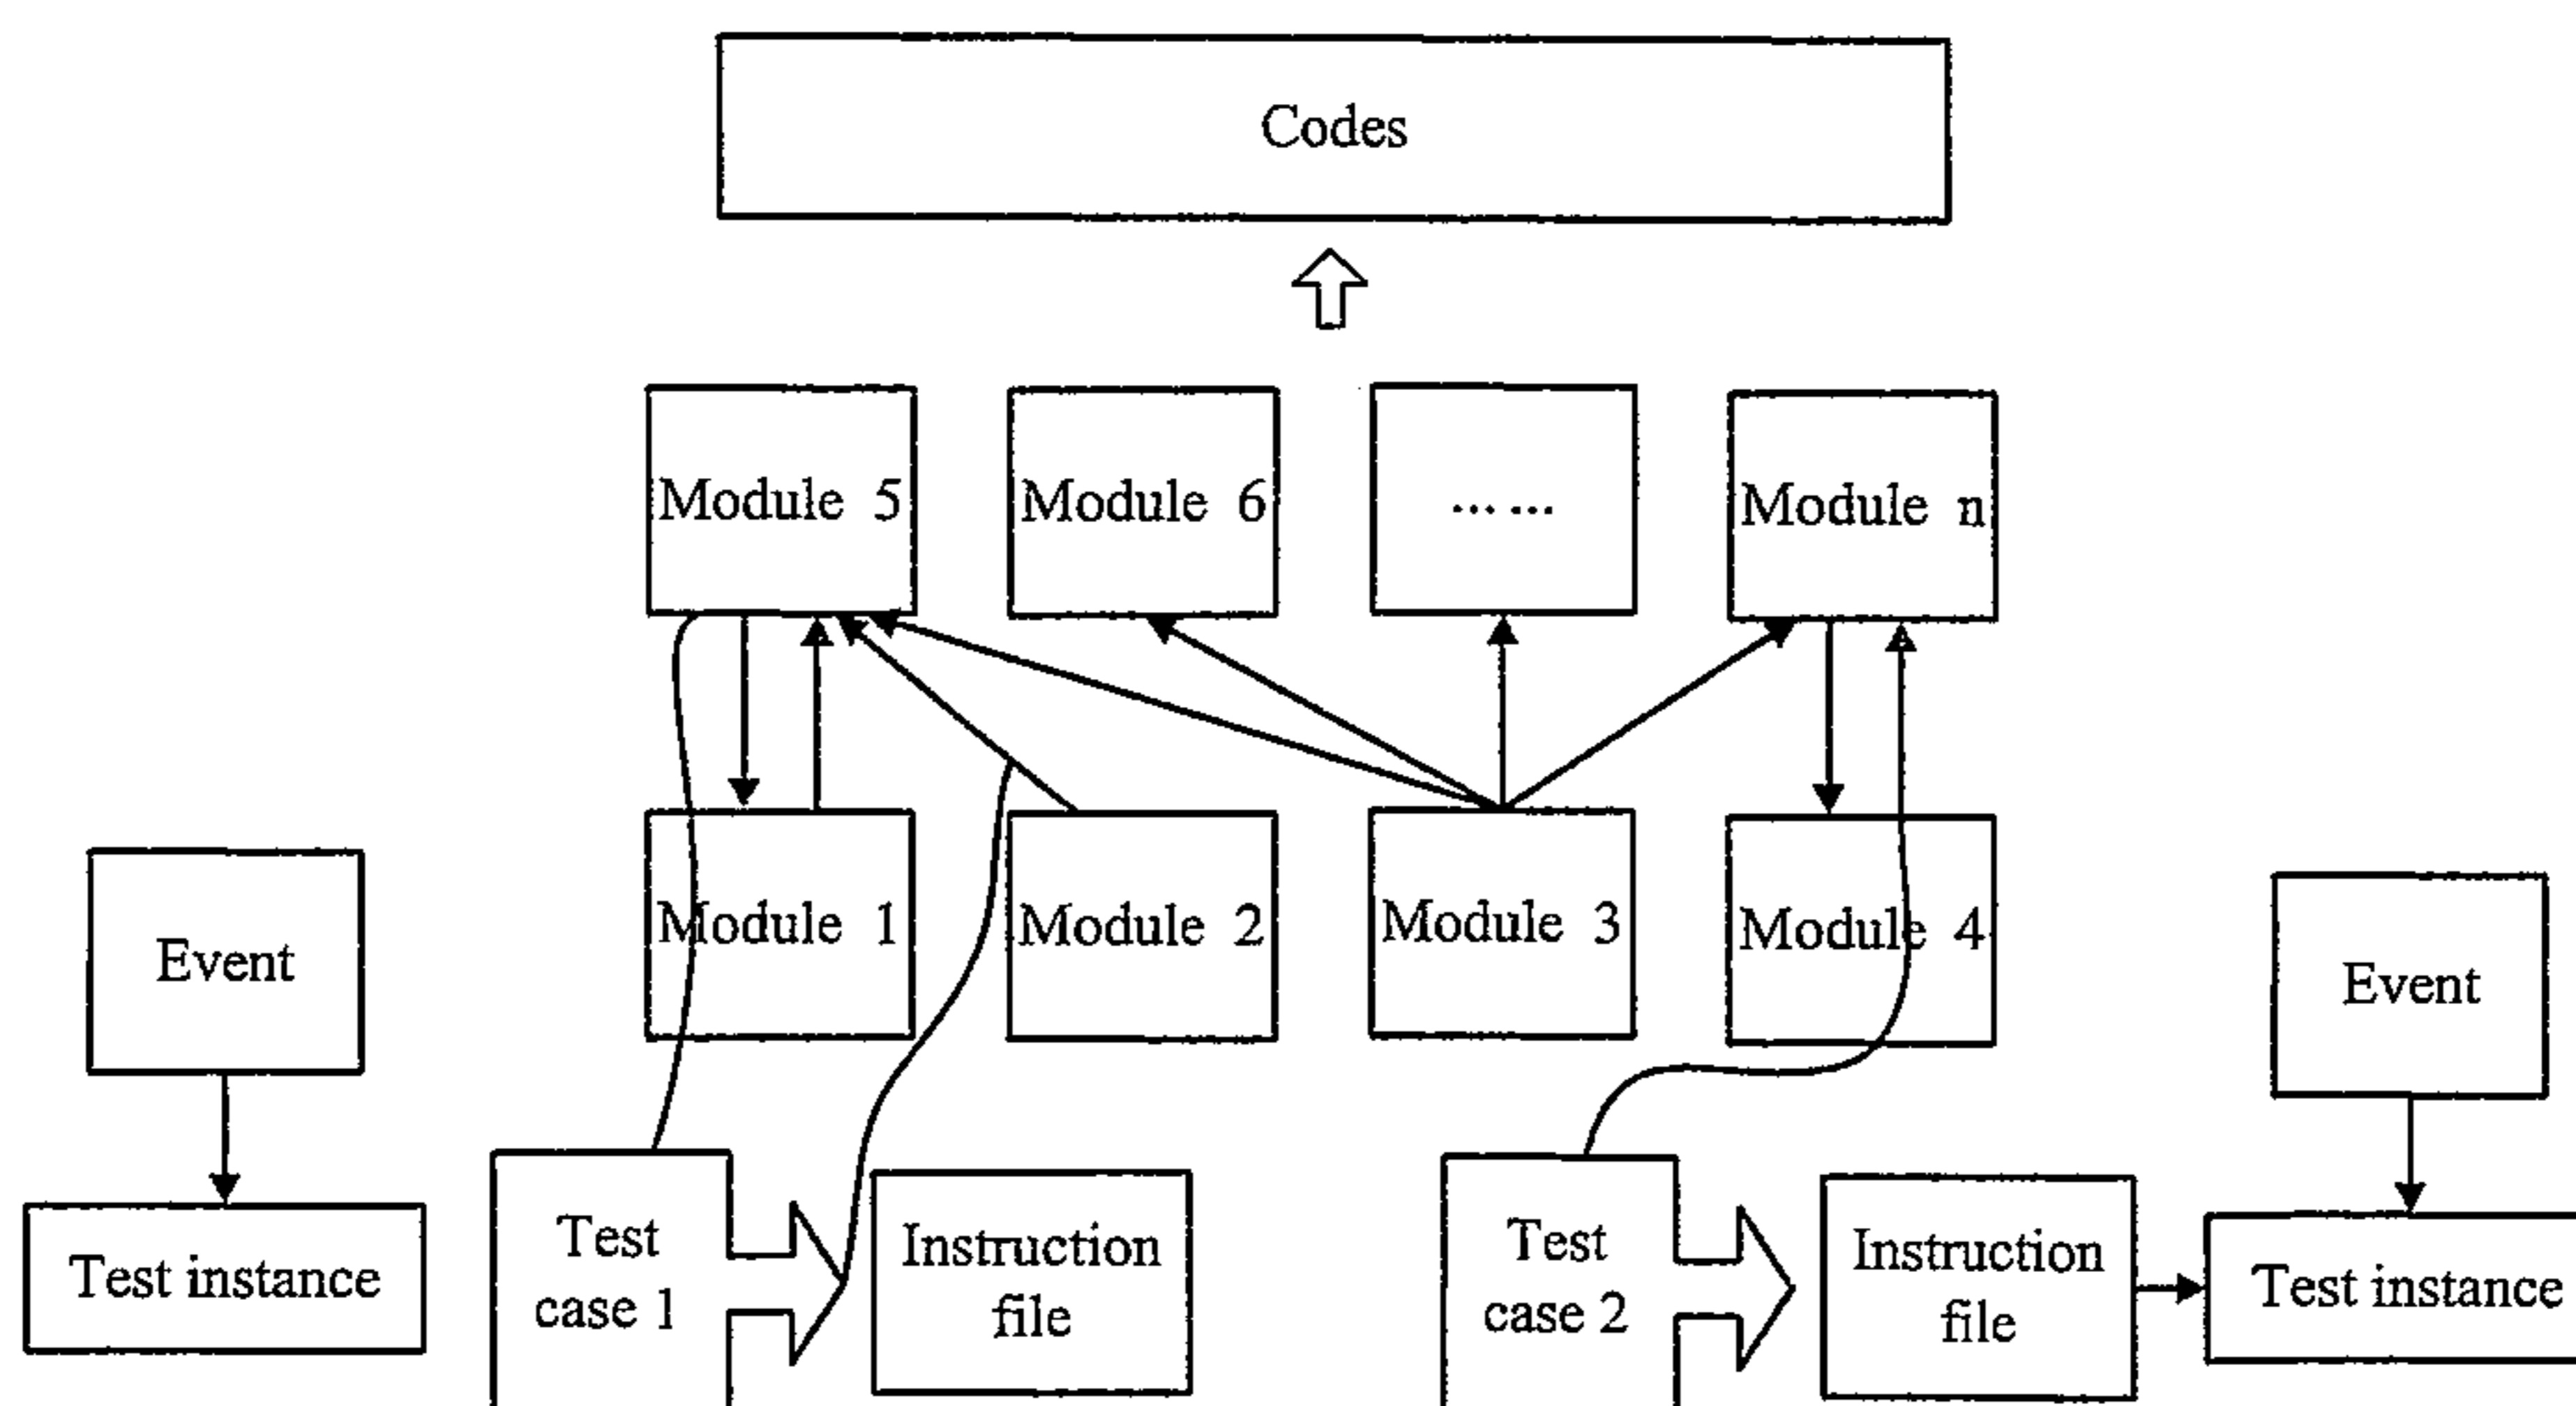 Codes
Module 5
Module 6
... ...
Module n
Module 1
Module 2
Module 3
Module 4
Event
Event
Test instance
Test
case 1
Instruction
file
Test
case 2
Instruction
file
Test instance